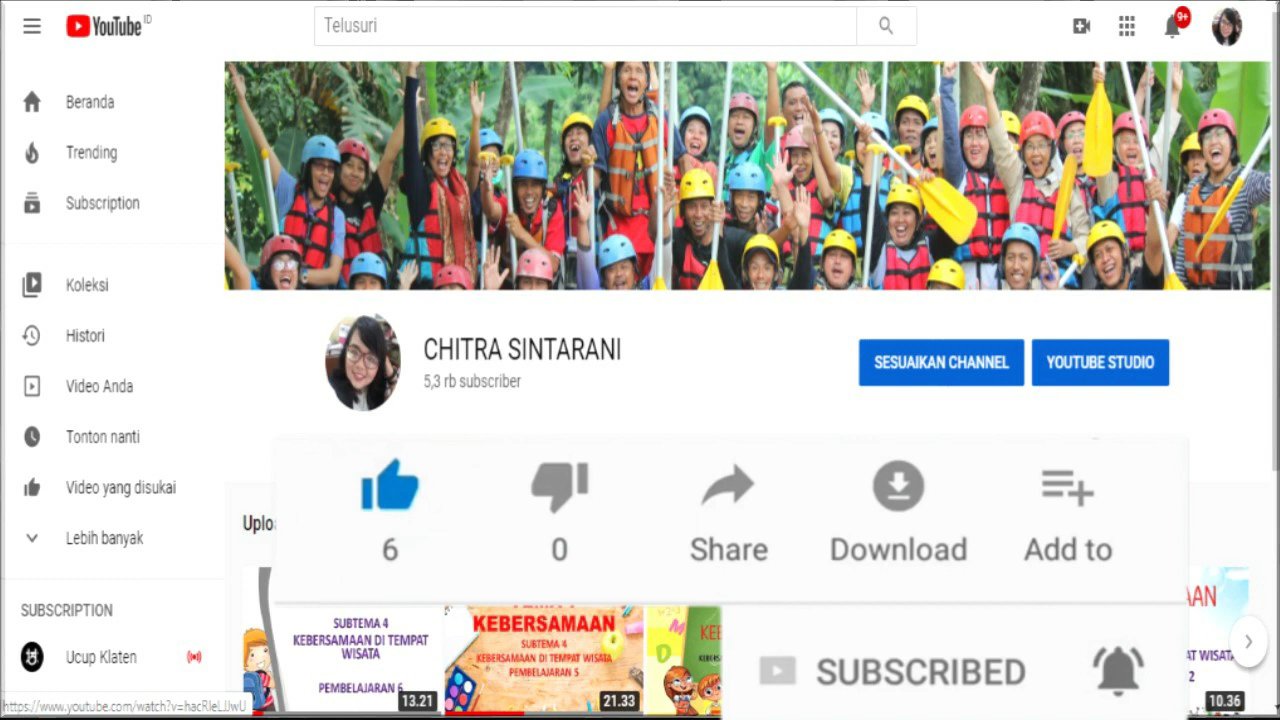 YouTube ID
Telusuri
9+
Beranda
Trending
Subscription
Koleksi
Histori
Video Anda
Tonton nanti
Video yang disukai
Lebih banyak
SUBSCRIPTION
Ucup Klaten
https://www.youtube.com/watch?v=hacRleLJJwU
CHITRA SINTARANI
5,3 rb subscriber
SESUAIKAN CHANNEL
YOUTUBE STUDIO
6
0
Share
Download
Add to
SUBTEMA 4
KEBERSAMAAN DI TEMPAT
WISATA
PEMBELAJARAN 6
13.21
KEBERSAMAAN
SUBTEMA 4
KEBERSAMAAN DI TEMPAT WISATA
PEMBELAJARAN 5
21.33
SUBSCRIBED
2
10.36